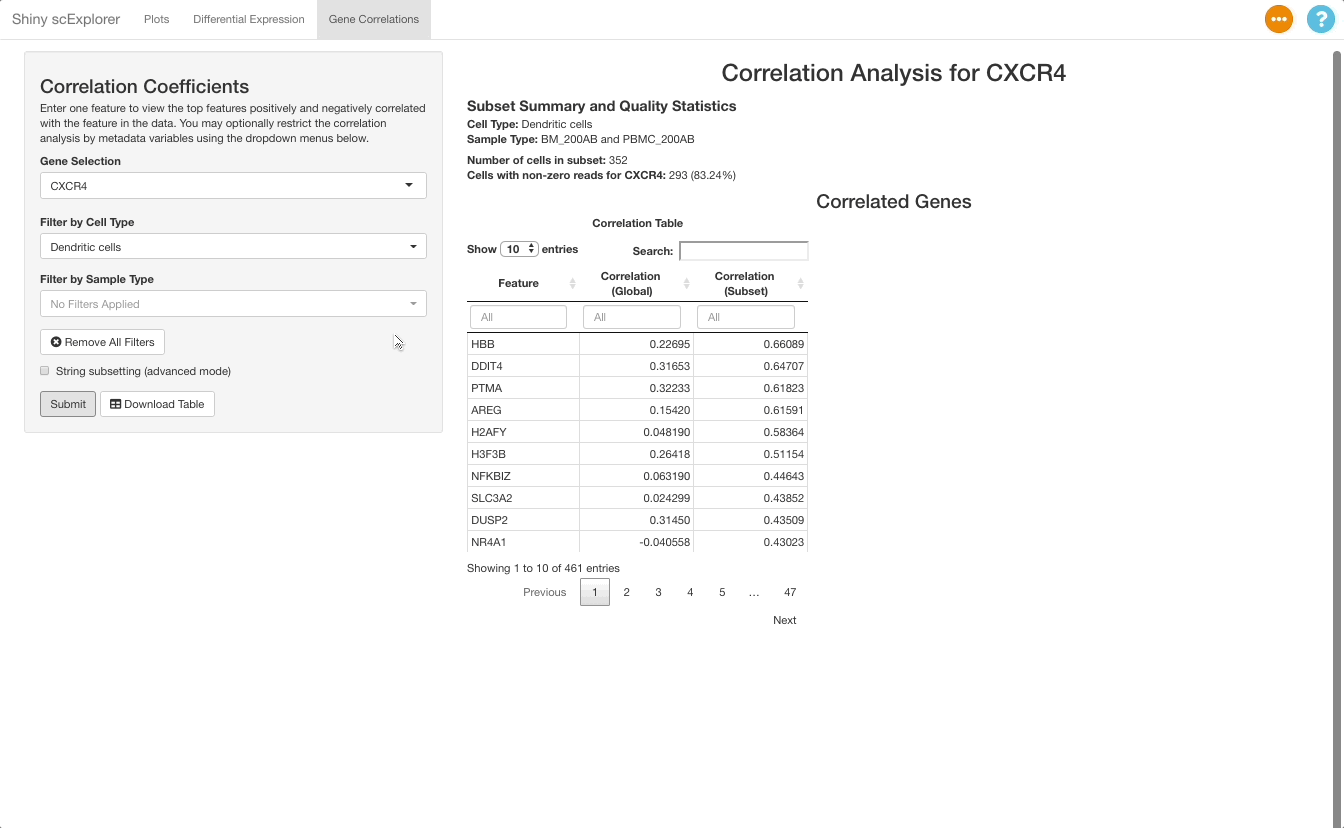 Shiny scExplorer Plots Differential Expression Gene Correlations
Correlation Coefficients
Enter one feature to view the top features positively and negatively correlated
with the feature in the data. You may optionally restrict the correlation
analysis by metadata variables using the dropdown menus below.
Gene Selection
CXCR4
Filter by Cell Type
Dendritic cells
Filter by Sample Type
No Filters Applied
Remove All Filters
String subsetting (advanced mode)
Submit Download Table
Correlation Analysis for CXCR4
Subset Summary and Quality Statistics
Cell Type: Dendritic cells
Sample Type: BM_200AB and PBMC_200AB
Number of cells in subset: 352
Cells with non-zero reads for CXCR4: 293 (83.24%)
Correlated Genes
Correlation Table
Show 10 entries Search:
Feature Correlation (Global) Correlation (Subset)
All All All
HBB 0.22695 0.66089
DDIT4 0.31653 0.64707
PTMA 0.32233 0.61823
AREG 0.15420 0.61591
H2AFY 0.048190 0.58364
H3F3B 0.26418 0.51154
NFKBIZ 0.063190 0.44643
SLC3A2 0.024299 0.43852
DUSP2 0.31450 0.43509
NR4A1 -0.040558 0.43023
Showing 1 to 10 of 461 entries
Previous 1 2 3 4 5 … 47
Next